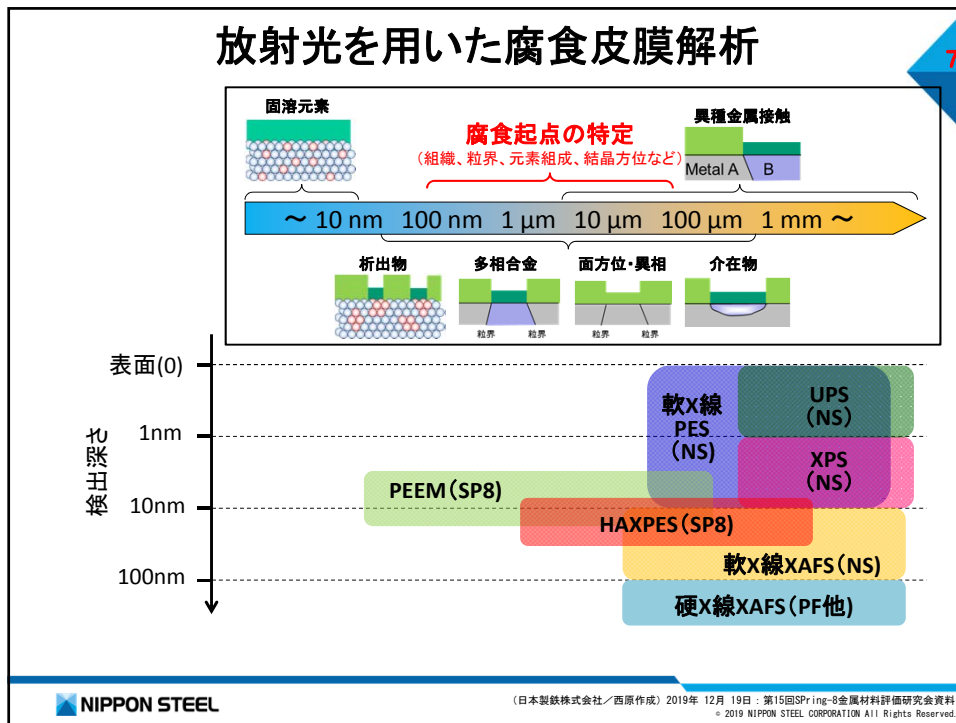 放射光を用いた腐食皮膜解析
7
固溶元素
腐食起点の特定
（組織、粒界、元素組成、結晶方位など）
異種金属接触
Metal A
B
～ 10 nm 100 nm 1 μm 10 μm 100 μm 1 mm ～
析出物
多相合金
面方位・異相
介在物
粒界
粒界
粒界
粒界
検出深さ
表面(0)
1nm
10nm
100nm
軟X線
PES
（NS)
UPS
（NS)
XPS
（NS)
PEEM（SP8)
HAXPES（SP8)
軟X線XAFS（NS)
硬X線XAFS（PF他)
NIPPON STEEL
（日本製鉄株式会社／西原作成）2019年 12月 19日：第15回SPring-8金属材料評価研究会資料
© 2019 NIPPON STEEL CORPORATION All Rights Reserved.